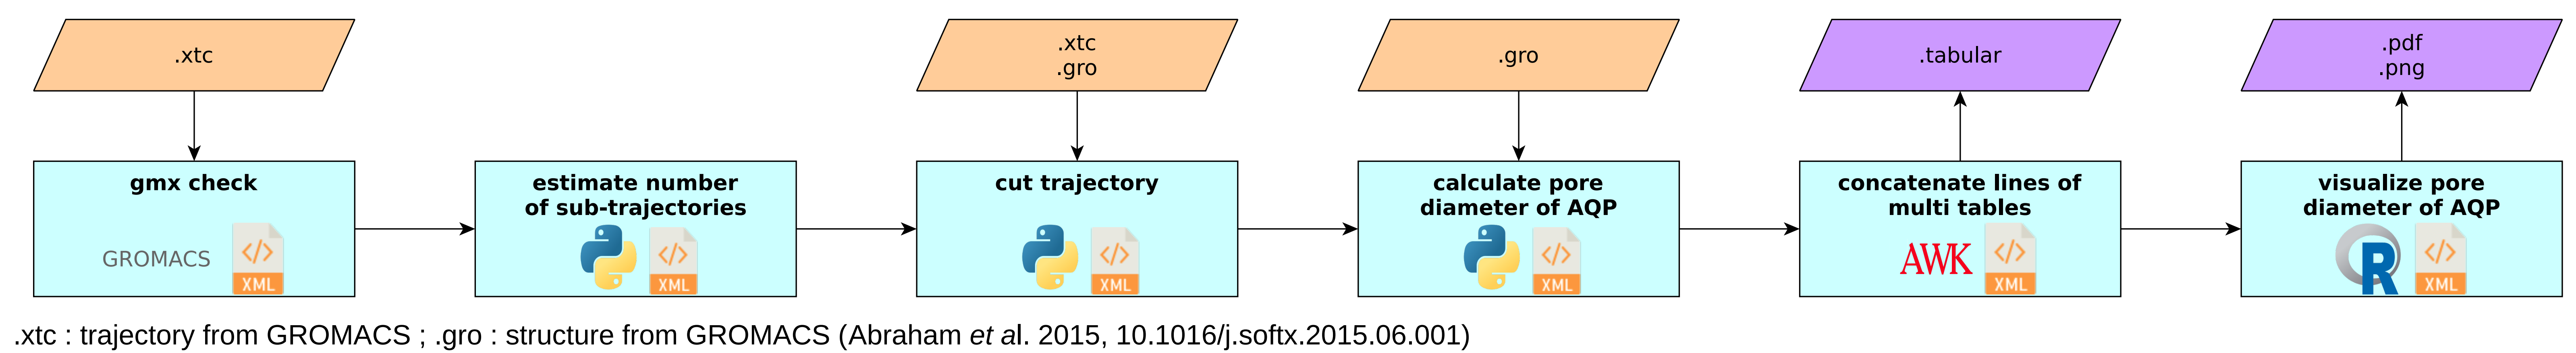 .xtc
.xtc
.gro
.gro
.tabular
.pdf
.png
gmx check
GROMACS
XML
estimate number
of sub-trajectories
XML
cut trajectory
XML
calculate pore
diameter of AQP
XML
concatenate lines of
multi tables
AWK
XML
visualize pore
diameter of AQP
R
XML
.xtc : trajectory from GROMACS ; .gro : structure from GROMACS (Abraham et al. 2015, 10.1016/j.softx.2015.06.001)